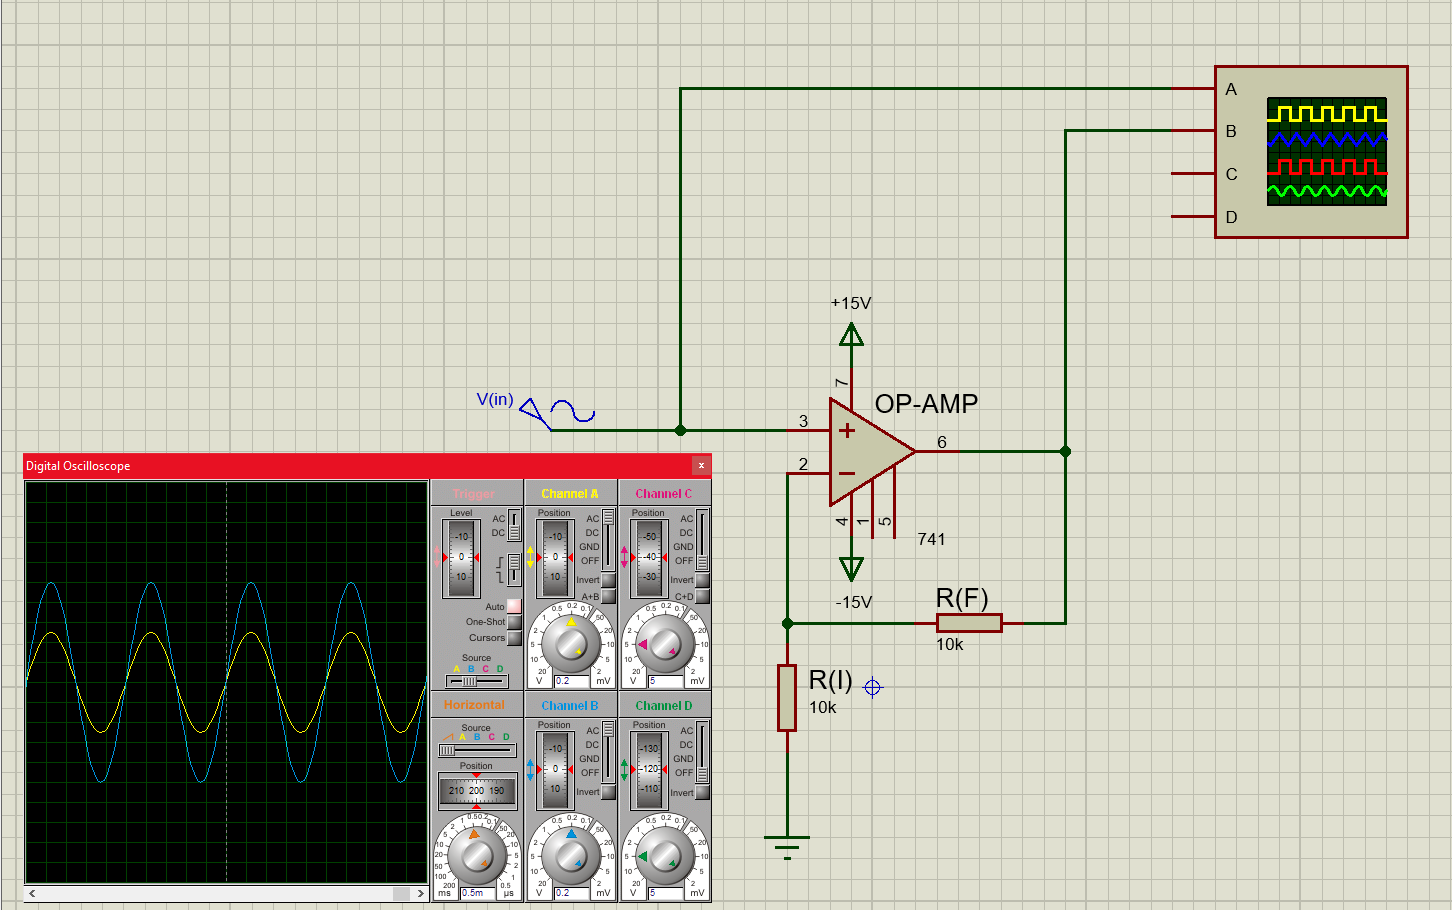 A
B
C
D
+15V
7
OP-AMP
V(in)
3
6
2
4
1
5
741
-15V
R(F)
10k
R(I)
10k
Digital Oscilloscope
x
Trigger
Level
-10
0
10
AC
DC
Auto
One-Shot
Cursors
Source
A B C D
Channel A
Position
-10
0
10
AC
DC
GND
OFF
Invert
A+B
V
0.2
mV
Channel C
Position
-50
-40
-30
AC
DC
GND
OFF
Invert
C+D
V
5
mV
Horizontal
Source
A B C D
Position
210 200 190
ms
0.5m
µs
Channel B
Position
-10
0
10
AC
DC
GND
OFF
Invert
V
0.2
mV
Channel D
Position
-130
-120
-110
AC
DC
GND
OFF
Invert
V
5
mV